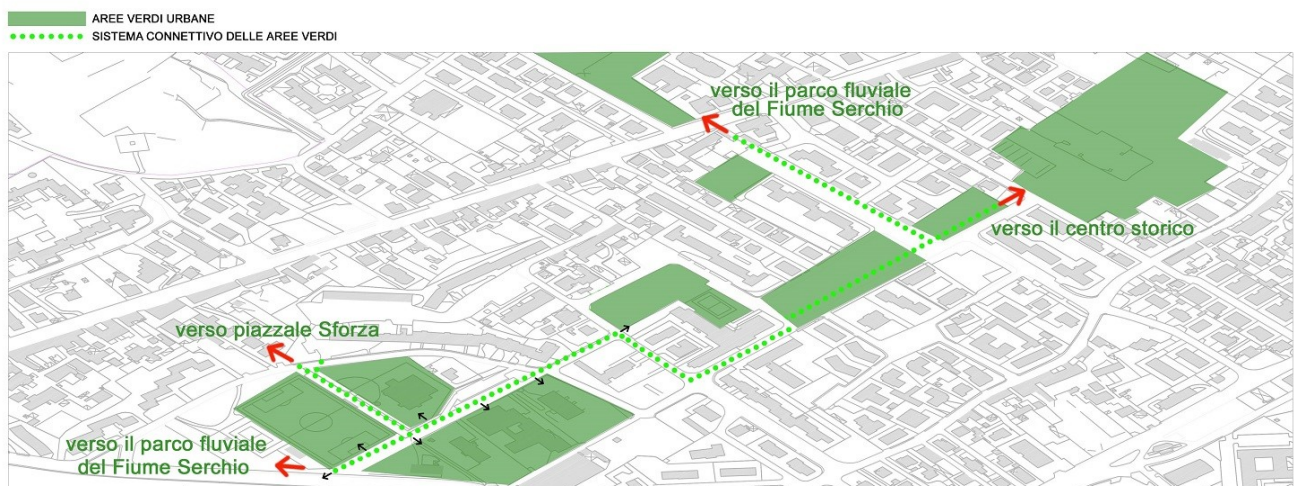 AREE VERDI URBANE
SISTEMA CONNETTIVO DELLE AREE VERDI
verso il parco fluviale
del Fiume Serchio
verso il centro storico
verso piazzale Sforza
verso il parco fluviale
del Fiume Serchio